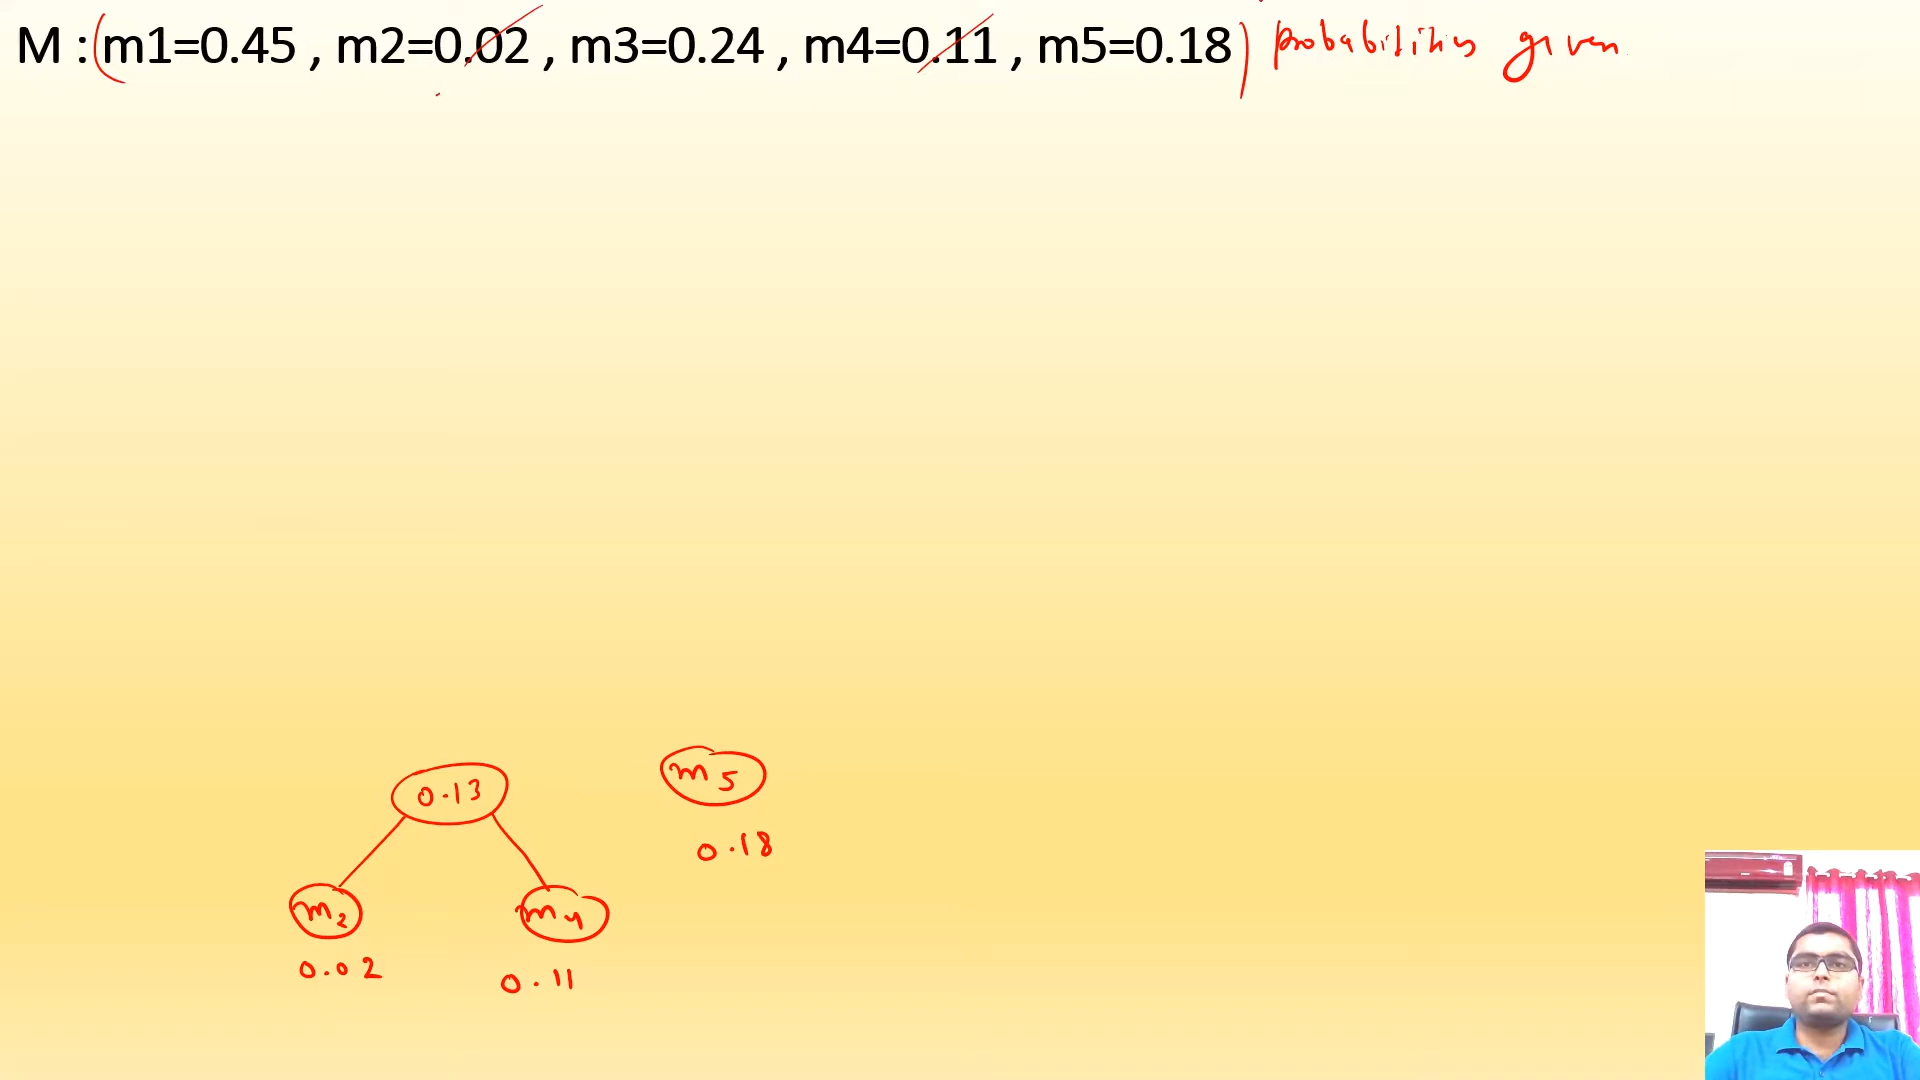 M : (m1=0.45 , m2=0.02 , m3=0.24 , m4=0.11 , m5=0.18) probabilities given
0.13
m5
0.18
m2
m4
0.02
0.11